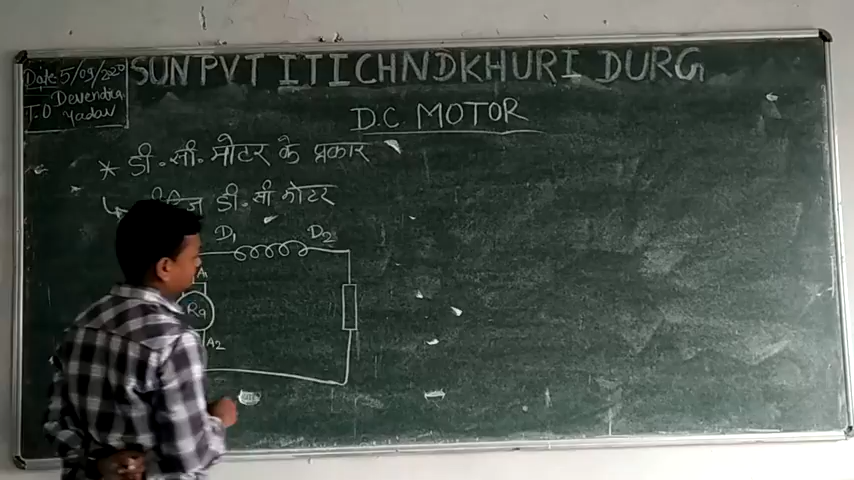 Date 5/09/2020
T.O Devendra
Yadav
SUN PVT ITI CHNDKHURI DURG
D.C MOTOR
* डी.सी. मोटर के प्रकार
डी.सी मोटर
D1 D2
A1
Ra
A2